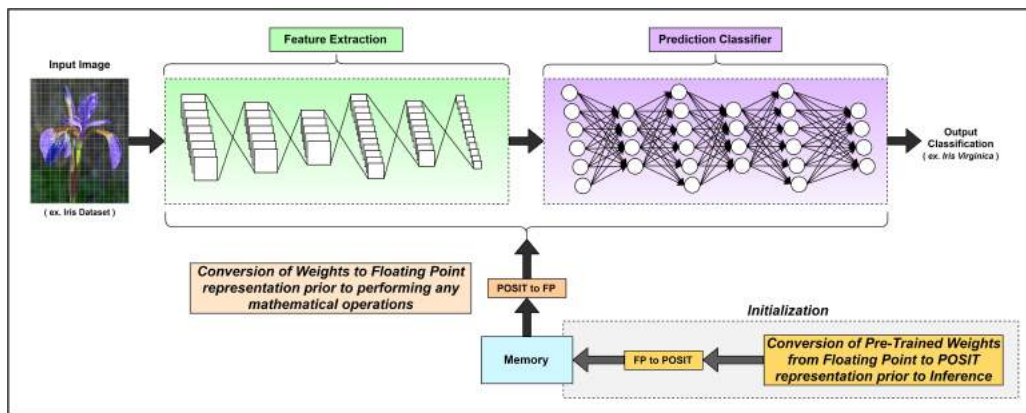 Feature Extraction
Prediction Classifier
Input Image
( ex. Iris Dataset )
Output
Classification
( ex. Iris Virginica )
Conversion of Weights to Floating Point
representation prior to performing any
mathematical operations
POSIT to FP
Initialization
Memory
FP to POSIT
Conversion of Pre-Trained Weights
from Floating Point to POSIT
representation prior to Inference